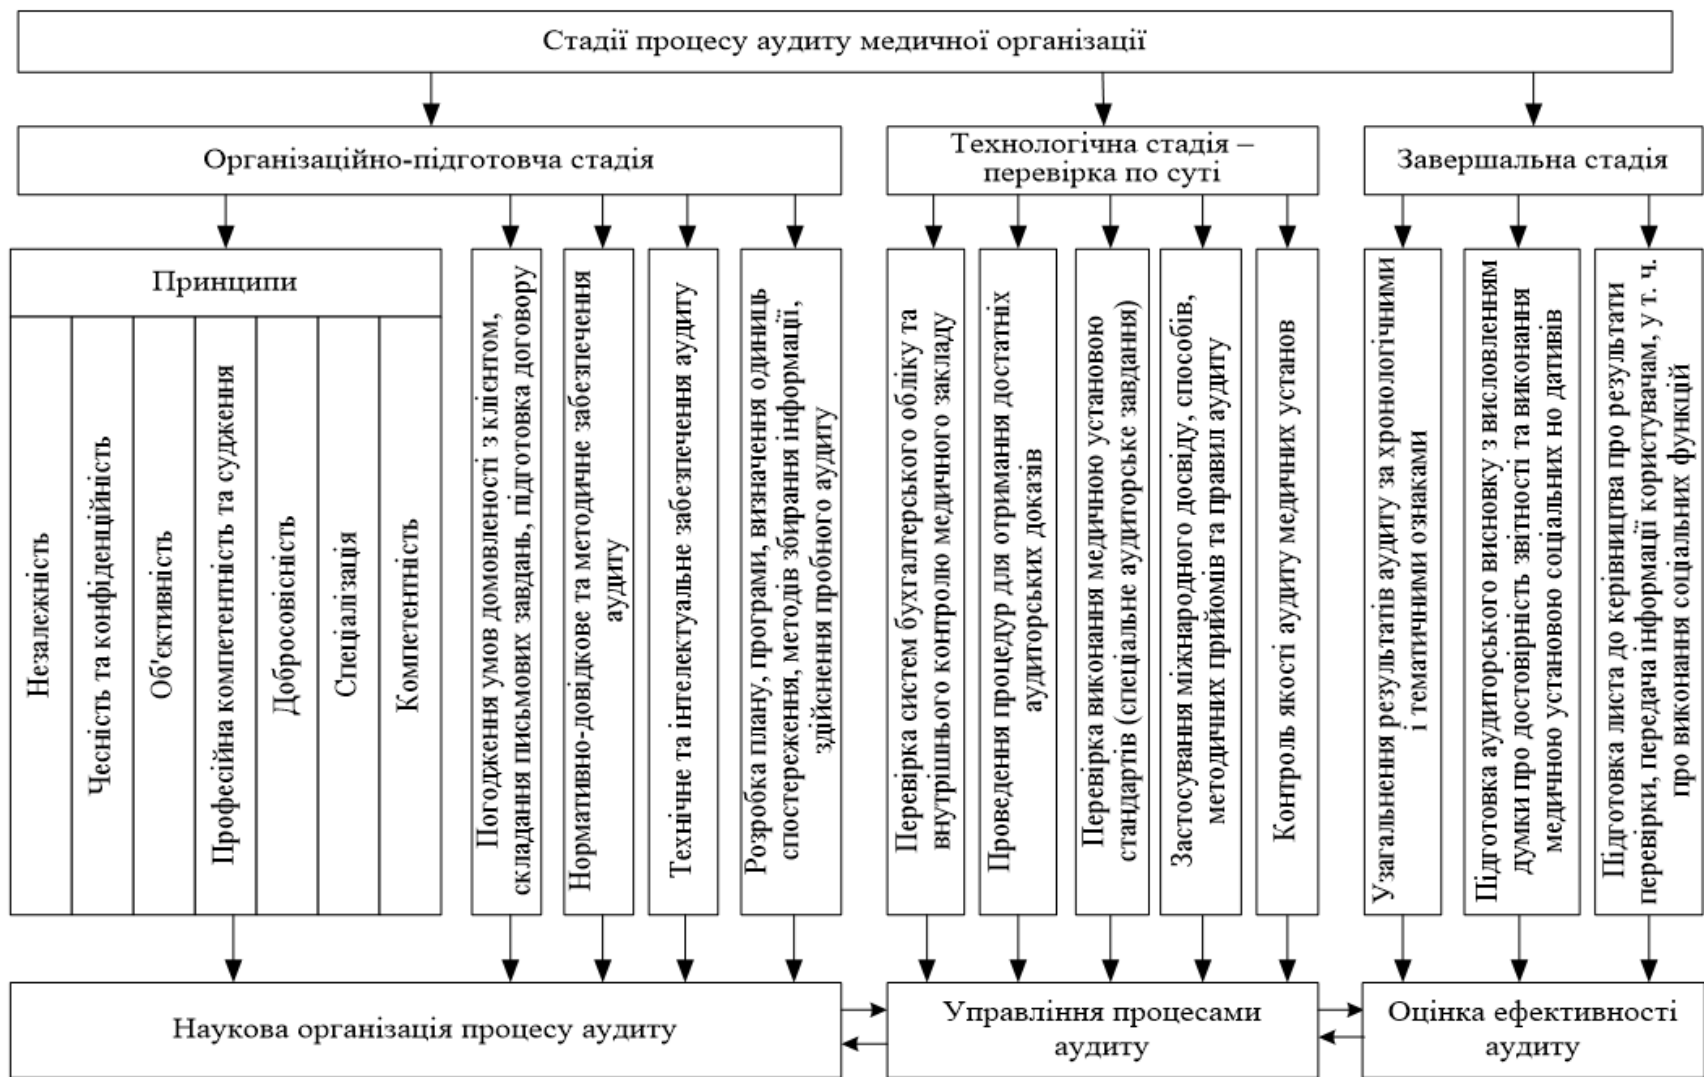 Стадії процесу аудиту медичної організації
Організаційно-підготовча стадія
Технологічна стадія –
перевірка по суті
Завершальна стадія
Принципи
Незалежність
Чесність та конфіденційність
Об'єктивність
Професійна компетентність та судження
Добросовісність
Спеціалізація
Компетентність
Погодження умов домовленості з клієнтом,
складання письмових завдань, підготовка договору
Нормативно-довідкове та методичне забезпечення
аудиту
Технічне та інтелектуальне забезпечення аудиту
Розробка плану, програми, визначення одиниць
спостереження, методів збирання інформації,
здійснення пробного аудиту
Перевірка систем бухгалтерського обліку та
внутрішнього контролю медичного закладу
Проведення процедур для отримання достатніх
аудиторських доказів
Перевірка виконання медичною установою
стандартів (спеціальне аудиторське завдання)
Застосування міжнародного досвіду, способів,
методичних прийомів та правил аудиту
Контроль якості аудиту медичних установ
Узагальнення результатів аудиту за хронологічними
і тематичними ознаками
Підготовка аудиторського висновку з висловленням
думки про достовірність звітності та виконання
медичною установою соціальних но дативів
Підготовка листа до керівництва про результати
перевірки, передача інформації користувачам, у т. ч.
про виконання соціальних функцій
Наукова організація процесу аудиту
Управління процесами
аудиту
Оцінка ефективності
аудиту